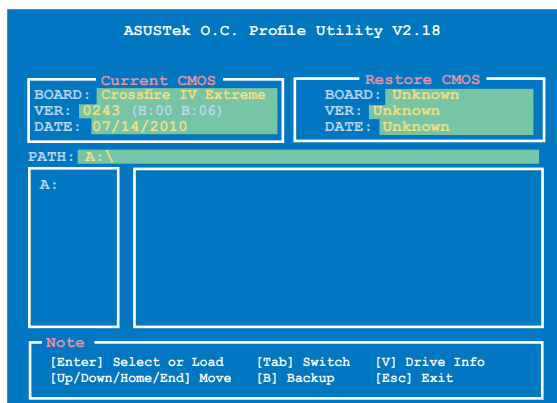 ASUSTek O.C. Profile Utility V2.18
Current CMOS
BOARD: Crossfire IV Extreme
VER: 0243 (H:00 B:06)
DATE: 07/14/2010
Restore CMOS
BOARD: Unknown
VER: Unknown
DATE: Unknown
PATH: A:\
A:
Note
[Enter] Select or Load [Tab] Switch [V] Drive Info
[Up/Down/Home/End] Move [B] Backup [Esc] Exit